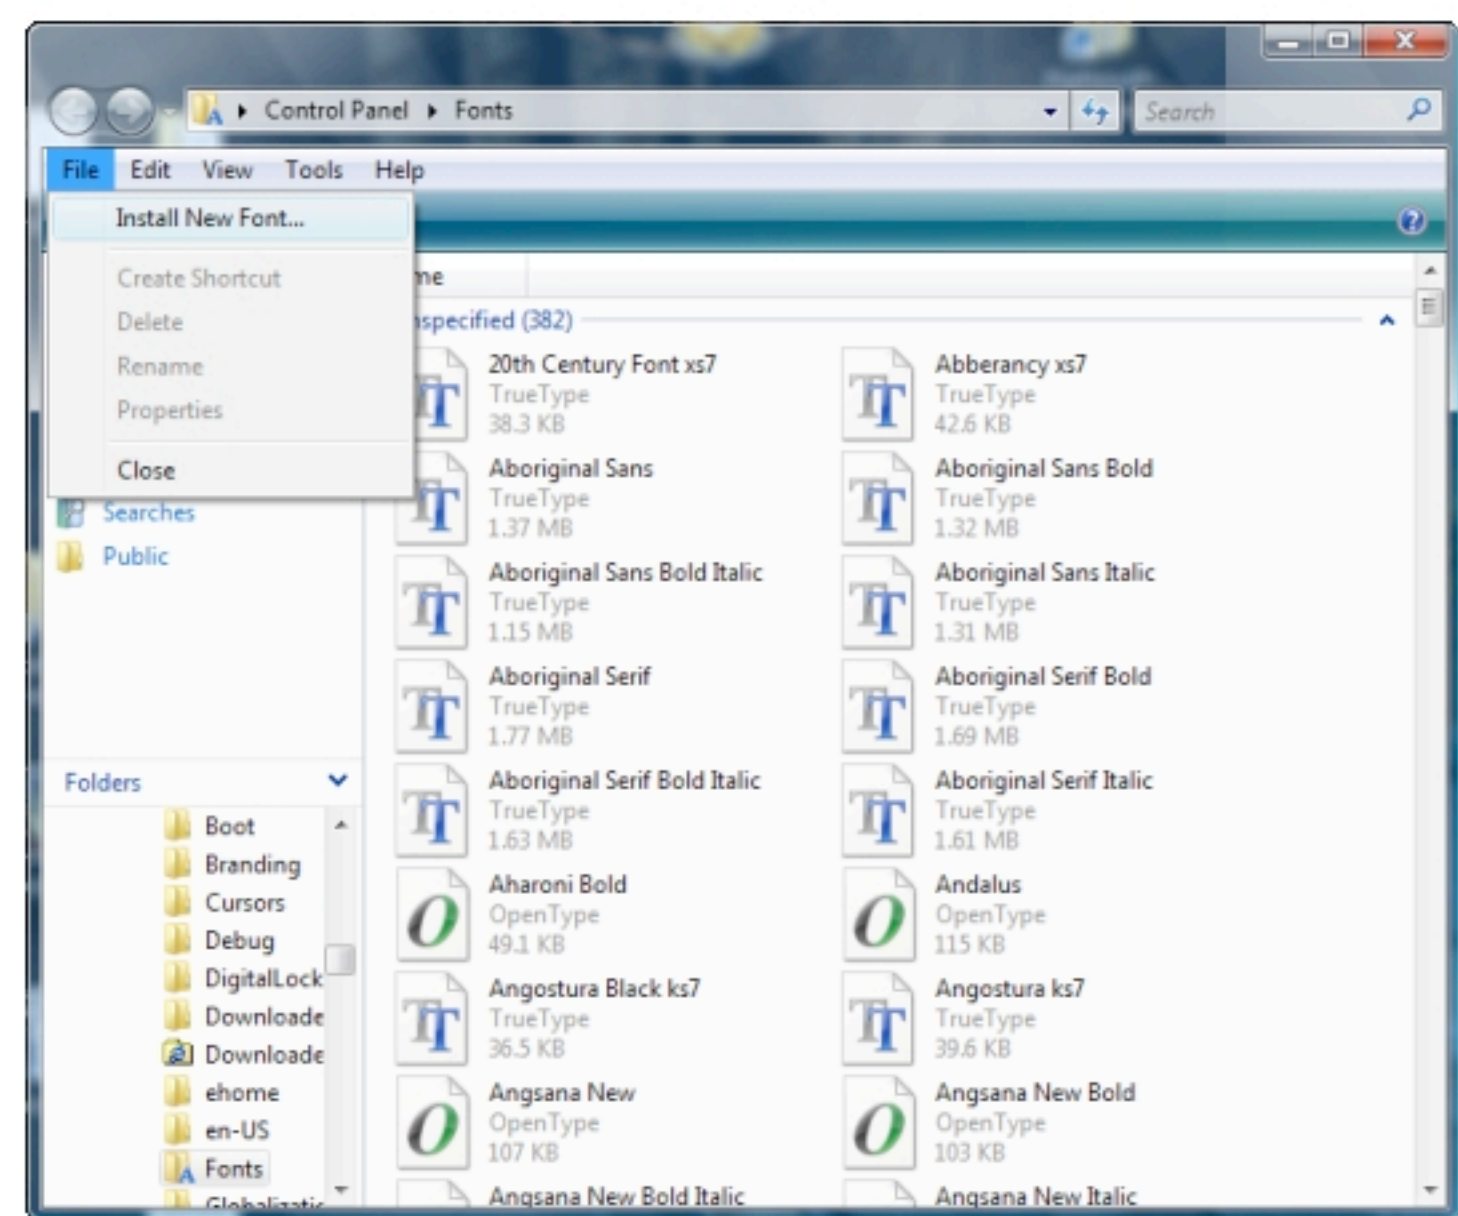 Control Panel Fonts
Search
File Edit View Tools Help
Install New Font...
Create Shortcut
Delete
Rename
Properties
Close
me
nspecified (382)
20th Century Font xs7
TrueType
38.3 KB
Abberancy xs7
TrueType
42.6 KB
Aboriginal Sans
TrueType
1.37 MB
Aboriginal Sans Bold
TrueType
1.32 MB
Searches
Public
Aboriginal Sans Bold Italic
TrueType
1.15 MB
Aboriginal Sans Italic
TrueType
1.31 MB
Aboriginal Serif
TrueType
1.77 MB
Aboriginal Serif Bold
TrueType
1.69 MB
Aboriginal Serif Bold Italic
TrueType
1.63 MB
Aboriginal Serif Italic
TrueType
1.61 MB
Aharoni Bold
OpenType
49.1 KB
Andalus
OpenType
115 KB
Angostura Black ks7
TrueType
36.5 KB
Angostura ks7
TrueType
39.6 KB
Angsana New
OpenType
107 KB
Angsana New Bold
OpenType
103 KB
Angsana New Bold Italic
Angsana New Italic
Folders
Boot
Branding
Cursors
Debug
DigitalLock
Downloade
Downloade
ehome
en-US
Fonts
Globalizatio